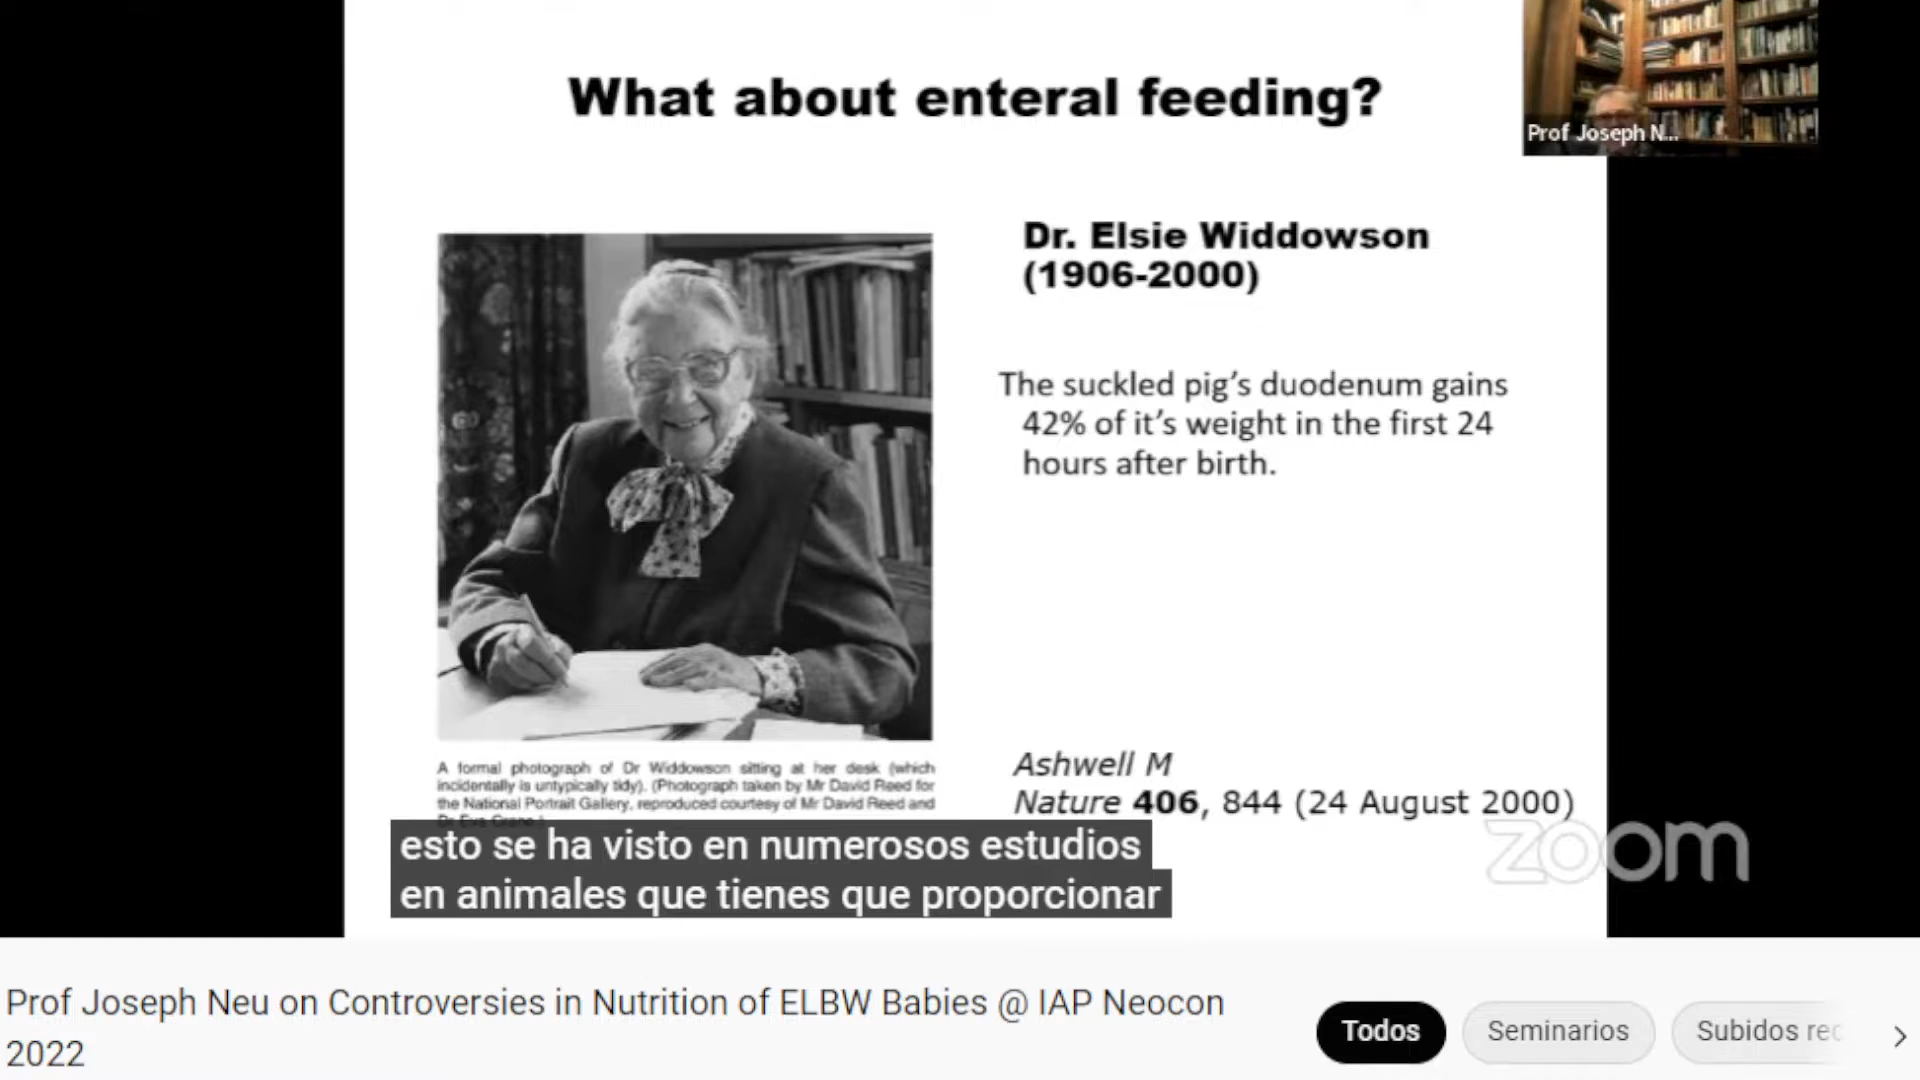 What about enteral feeding?
Prof Joseph N...
Dr. Elsie Widdowson
(1906-2000)
The suckled pig's duodenum gains
42% of it's weight in the first 24
hours after birth.
A formal photograph of Dr Widdowson sitting at her desk (which
incidentally is untypically tidy). (Photograph taken by Mr David Reed for
the National Portrait Gallery, reproduced courtesy of Mr David Reed and
Ashwell M
Nature 406, 844 (24 August 2000)
zoom
esto se ha visto en numerosos estudios
en animales que tienes que proporcionar
Prof Joseph Neu on Controversies in Nutrition of ELBW Babies @ IAP Neocon
2022
Todos
Seminarios
Subidos rec